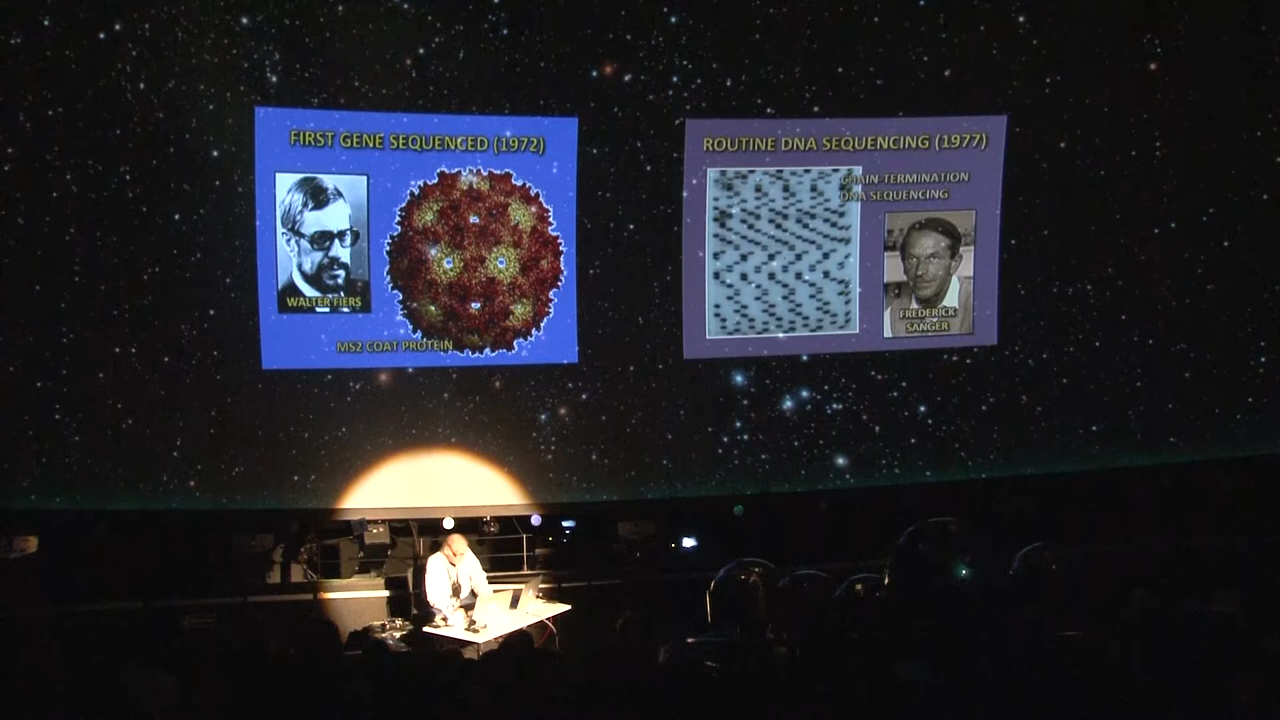 FIRST GENE SEQUENCED (1972)
WALTER FIERS
MS2 COAT PROTEIN
ROUTINE DNA SEQUENCING (1977)
CHAIN-TERMINATION
DNA SEQUENCING
FREDERICK
SANGER